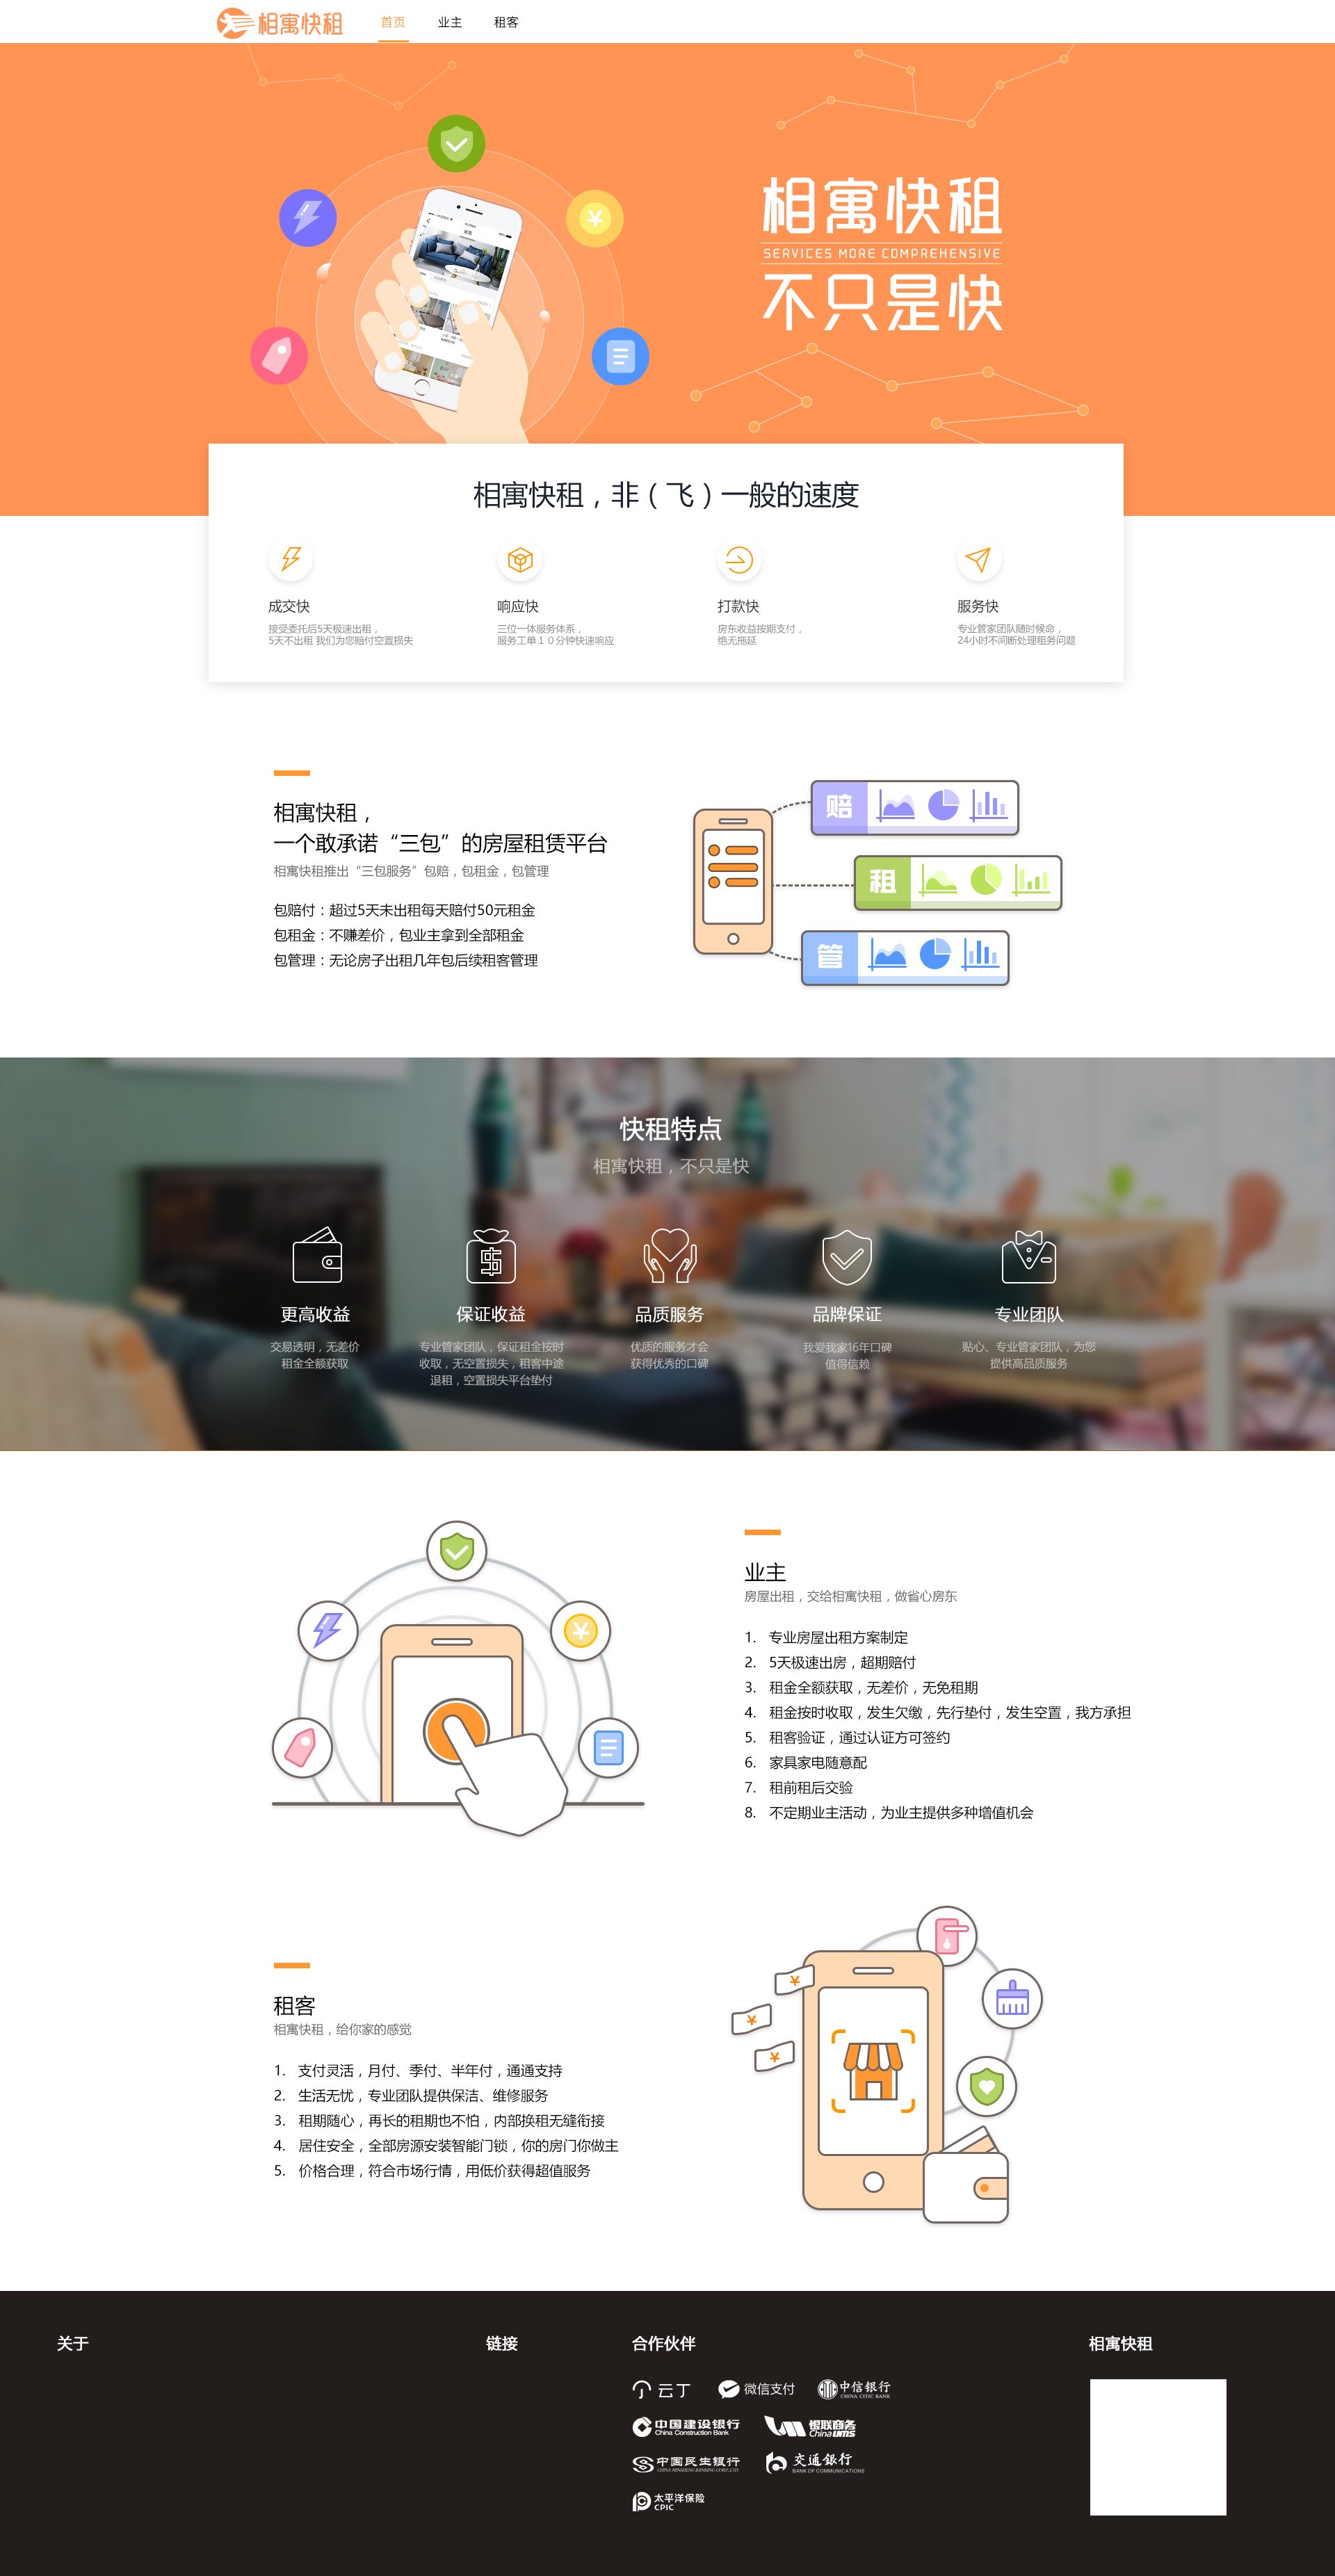 相寓快租
首页
业主
租客
相寓快租
SERVICES MORE COMPREHENSIVE
不只是快
相寓快租，非（飞）一般的速度
成交快
接受委托后5天极速出租，
5天不出租 我们为您赔付空置损失
响应快
三位一体服务体系，
服务工单１０分钟快速响应
打款快
房东收益按期支付，
绝无拖延
服务快
专业管家团队随时候命，
24小时不间断处理租务问题
相寓快租，
一个敢承诺“三包”的房屋租赁平台
相寓快租推出“三包服务”包赔，包租金，包管理
包赔付：超过5天未出租每天赔付50元租金
包租金：不赚差价，包业主拿到全部租金
包管理：无论房子出租几年包后续租客管理
赔
租
管
快租特点
相寓快租，不只是快
更高收益
交易透明，无差价
租金全额获取
保证收益
专业管家团队，保证租金按时
收取，无空置损失，租客中途
退租，空置损失平台垫付
品质服务
优质的服务才会
获得优秀的口碑
品牌保证
我爱我家16年口碑
值得信赖
专业团队
贴心、专业管家团队，为您
提供高品质服务
业主
房屋出租，交给相寓快租，做省心房东
1. 专业房屋出租方案制定
2. 5天极速出房，超期赔付
3. 租金全额获取，无差价，无免租期
4. 租金按时收取，发生欠缴，先行垫付，发生空置，我方承担
5. 租客验证，通过认证方可签约
6. 家具家电随意配
7. 租前租后交验
8. 不定期业主活动，为业主提供多种增值机会
租客
相寓快租，给你家的感觉
1. 支付灵活，月付、季付、半年付，通通支持
2. 生活无忧，专业团队提供保洁、维修服务
3. 租期随心，再长的租期也不怕，内部换租无缝衔接
4. 居住安全，全部房源安装智能门锁，你的房门你做主
5. 价格合理，符合市场行情，用低价获得超值服务
关于
链接
合作伙伴
云丁
微信支付
中信银行
CHINA CITIC BANK
中国建设银行
China Construction Bank
银联商务
China ums
中国民生银行
CHINA MINSHENG BANKING CORP.,LTD.
交通银行
BANK OF COMMUNICATIONS
太平洋保险
CPIC
相寓快租